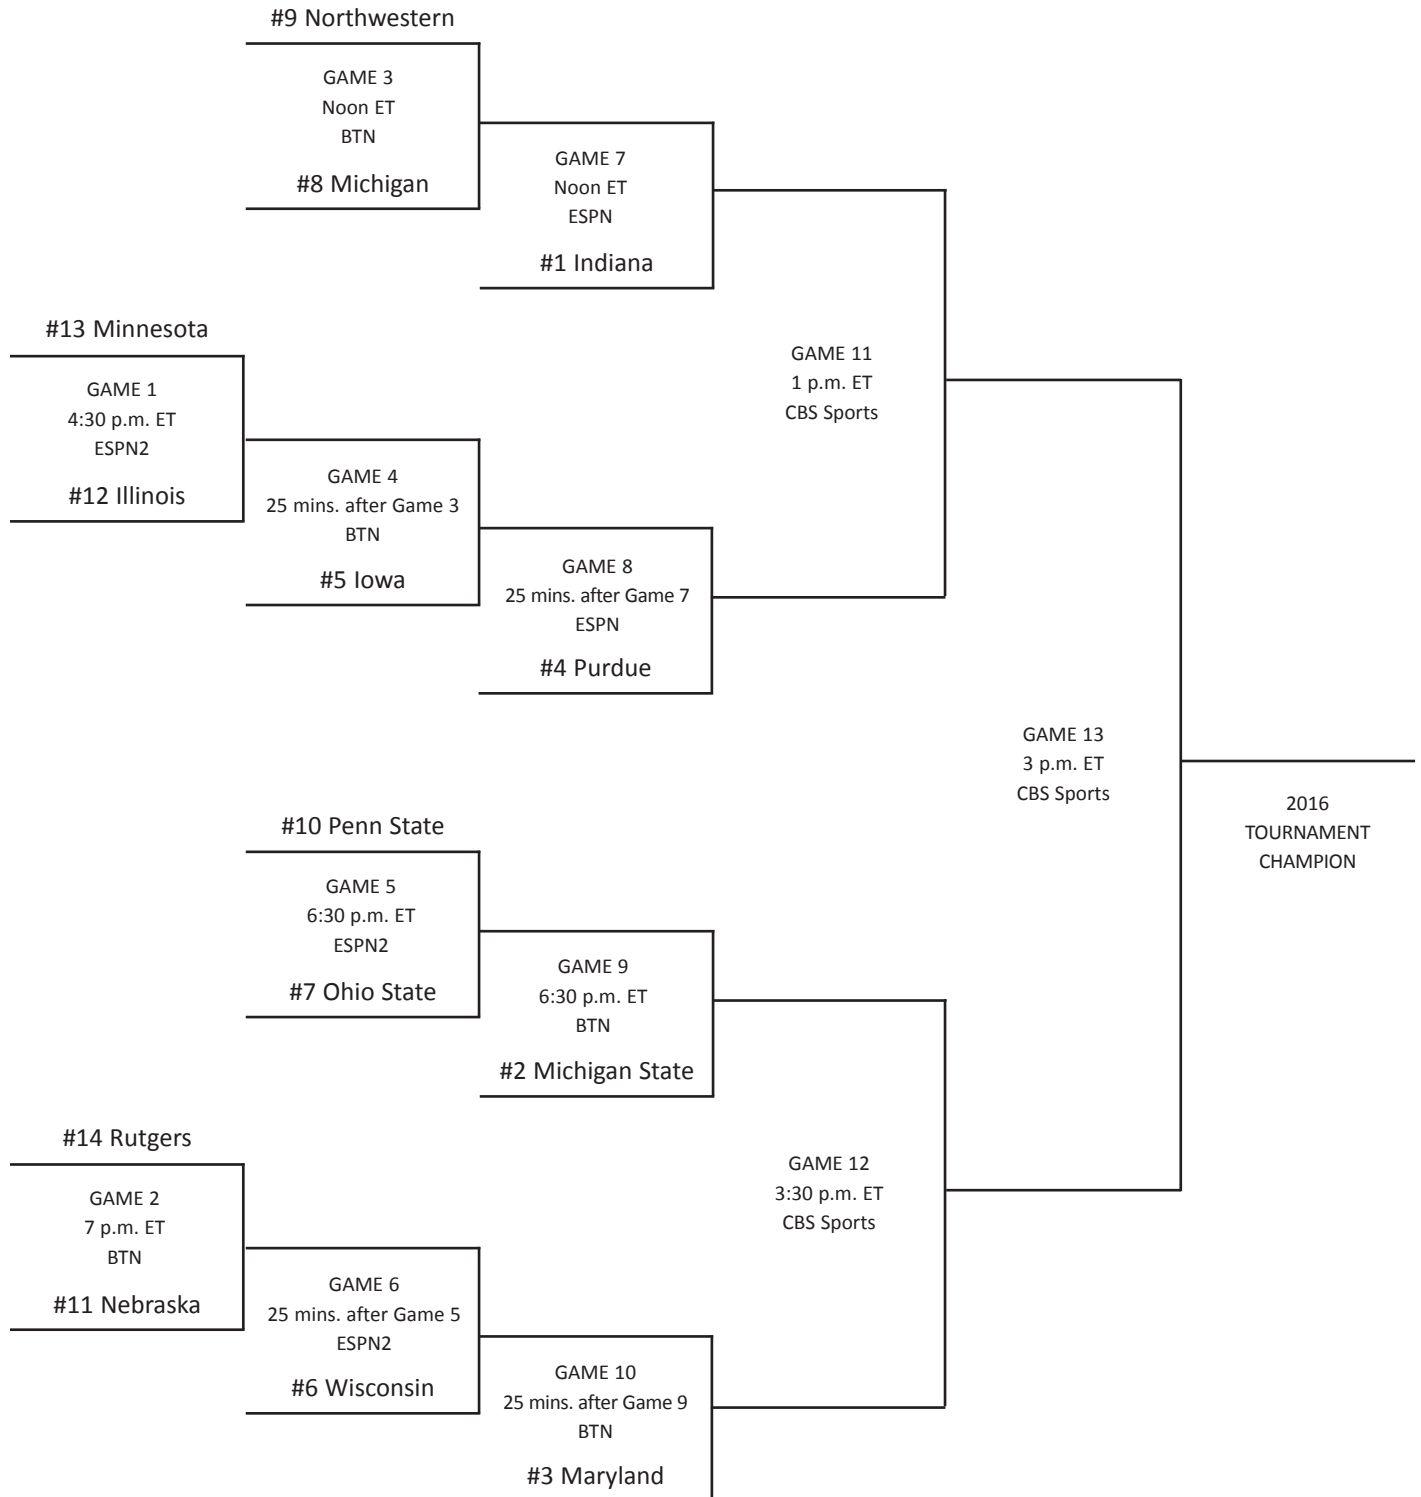 #9 Northwestern
GAME 3
Noon ET
BTN
#8 Michigan
GAME 7
Noon ET
ESPN
#1 Indiana
#13 Minnesota
GAME 1
4:30 p.m. ET
ESPN2
#12 Illinois
GAME 4
25 mins. after Game 3
BTN
#5 Iowa
GAME 8
25 mins. after Game 7
ESPN
#4 Purdue
GAME 11
1 p.m. ET
CBS Sports
GAME 13
3 p.m. ET
CBS Sports
2016
TOURNAMENT
CHAMPION
#10 Penn State
GAME 5
6:30 p.m. ET
ESPN2
#7 Ohio State
GAME 9
6:30 p.m. ET
BTN
#2 Michigan State
#14 Rutgers
GAME 2
7 p.m. ET
BTN
#11 Nebraska
GAME 6
25 mins. after Game 5
ESPN2
#6 Wisconsin
GAME 10
25 mins. after Game 9
BTN
#3 Maryland
GAME 12
3:30 p.m. ET
CBS Sports